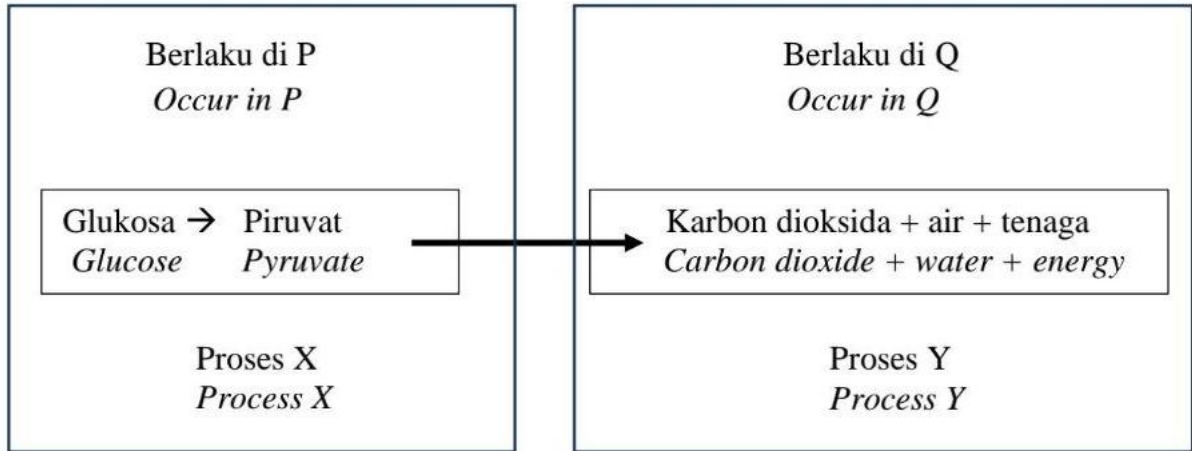 Berlaku di P
Occur in P
Glukosa → Piruvat
Glucose Pyruvate
Proses X
Process X
Berlaku di Q
Occur in Q
Karbon dioksida + air + tenaga
Carbon dioxide + water + energy
Proses Y
Process Y